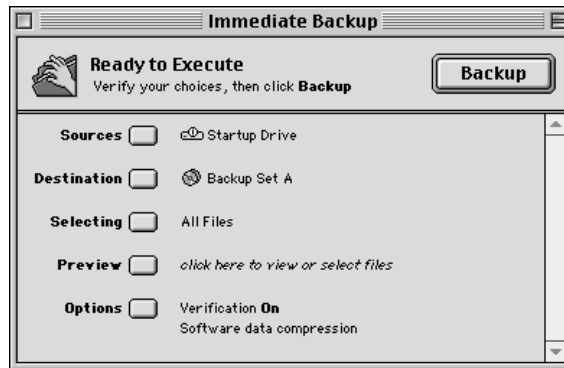 Immediate Backup
Ready to Execute
Verify your choices, then click Backup
Backup
Sources Startup Drive
Destination Backup Set A
Selecting All Files
Preview click here to view or select files
Options Verification On
Software data compression